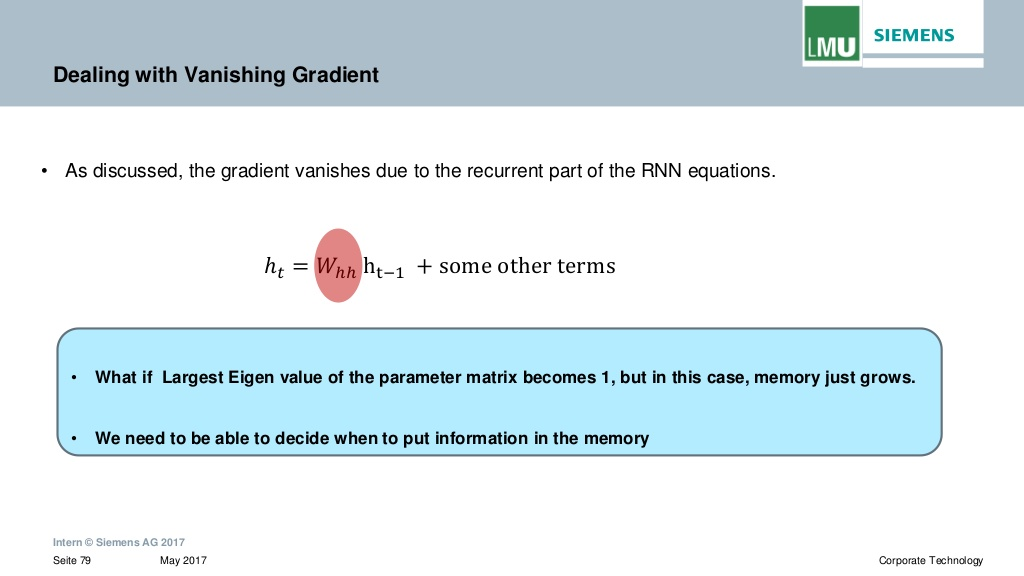 LMU
SIEMENS
Dealing with Vanishing Gradient
• As discussed, the gradient vanishes due to the recurrent part of the RNN equations.
hₜ = Wₕₕ hₜ₋₁ + some other terms
• What if Largest Eigen value of the parameter matrix becomes 1, but in this case, memory just grows.
• We need to be able to decide when to put information in the memory
Intern © Siemens AG 2017
Seite 79 May 2017 Corporate Technology